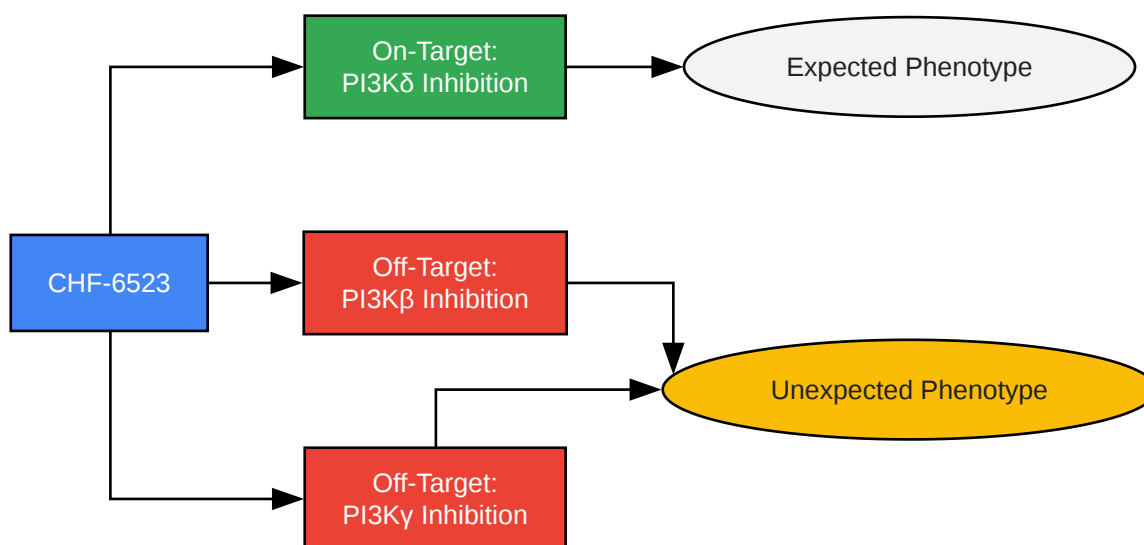 On-Target:
PI3Kδ Inhibition
Expected Phenotype
CHF-6523
Off-Target:
PI3Kβ Inhibition
Unexpected Phenotype
Off-Target:
PI3Kγ Inhibition